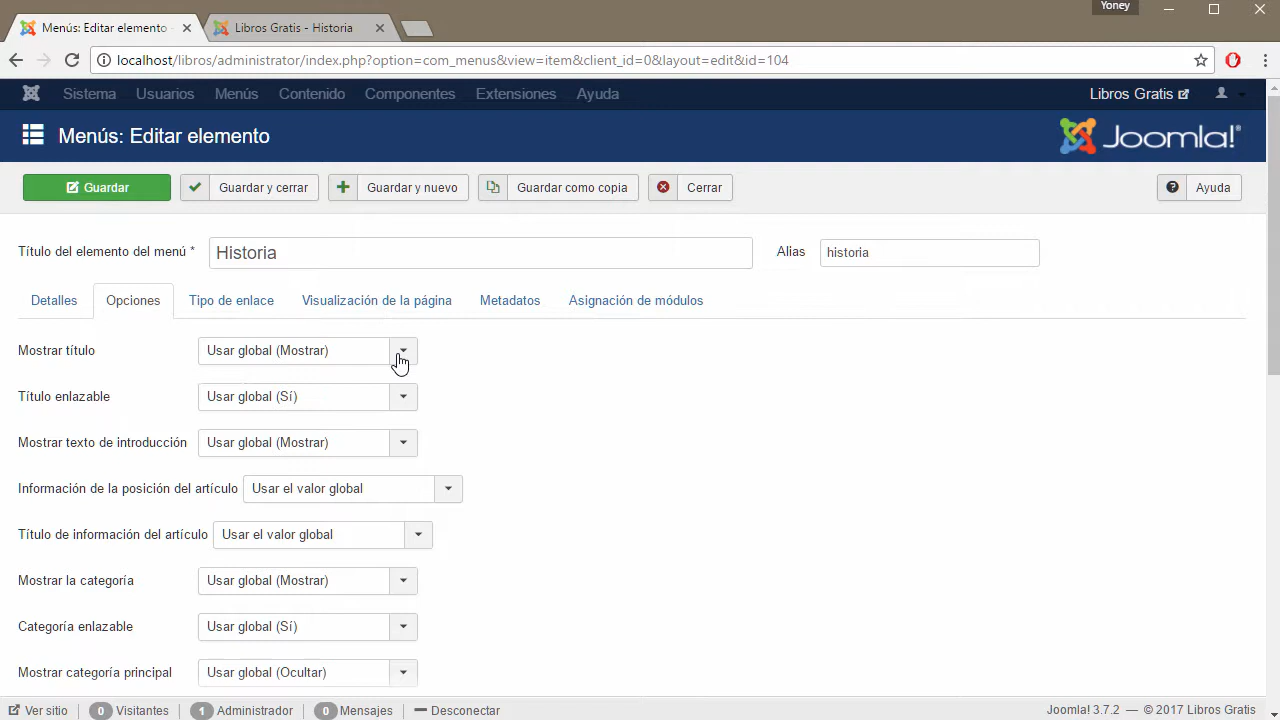 Yoney
Menús: Editar elemento -
Libros Gratis - Historia
localhost/libros/administrator/index.php?option=com_menus&view=item&client_id=0&layout=edit&id=104
Sistema Usuarios Menús Contenido Componentes Extensiones Ayuda Libros Gratis
Menús: Editar elemento Joomla!
Guardar Guardar y cerrar Guardar y nuevo Guardar como copia Cerrar Ayuda
Título del elemento del menú * Historia Alias historia
Detalles Opciones Tipo de enlace Visualización de la página Metadatos Asignación de módulos
Mostrar título Usar global (Mostrar)
Título enlazable Usar global (Sí)
Mostrar texto de introducción Usar global (Mostrar)
Información de la posición del artículo Usar el valor global
Título de información del artículo Usar el valor global
Mostrar la categoría Usar global (Mostrar)
Categoría enlazable Usar global (Sí)
Mostrar categoría principal Usar global (Ocultar)
Ver sitio 0 Visitantes 1 Administrador 0 Mensajes Desconectar Joomla! 3.7.2 — © 2017 Libros Gratis